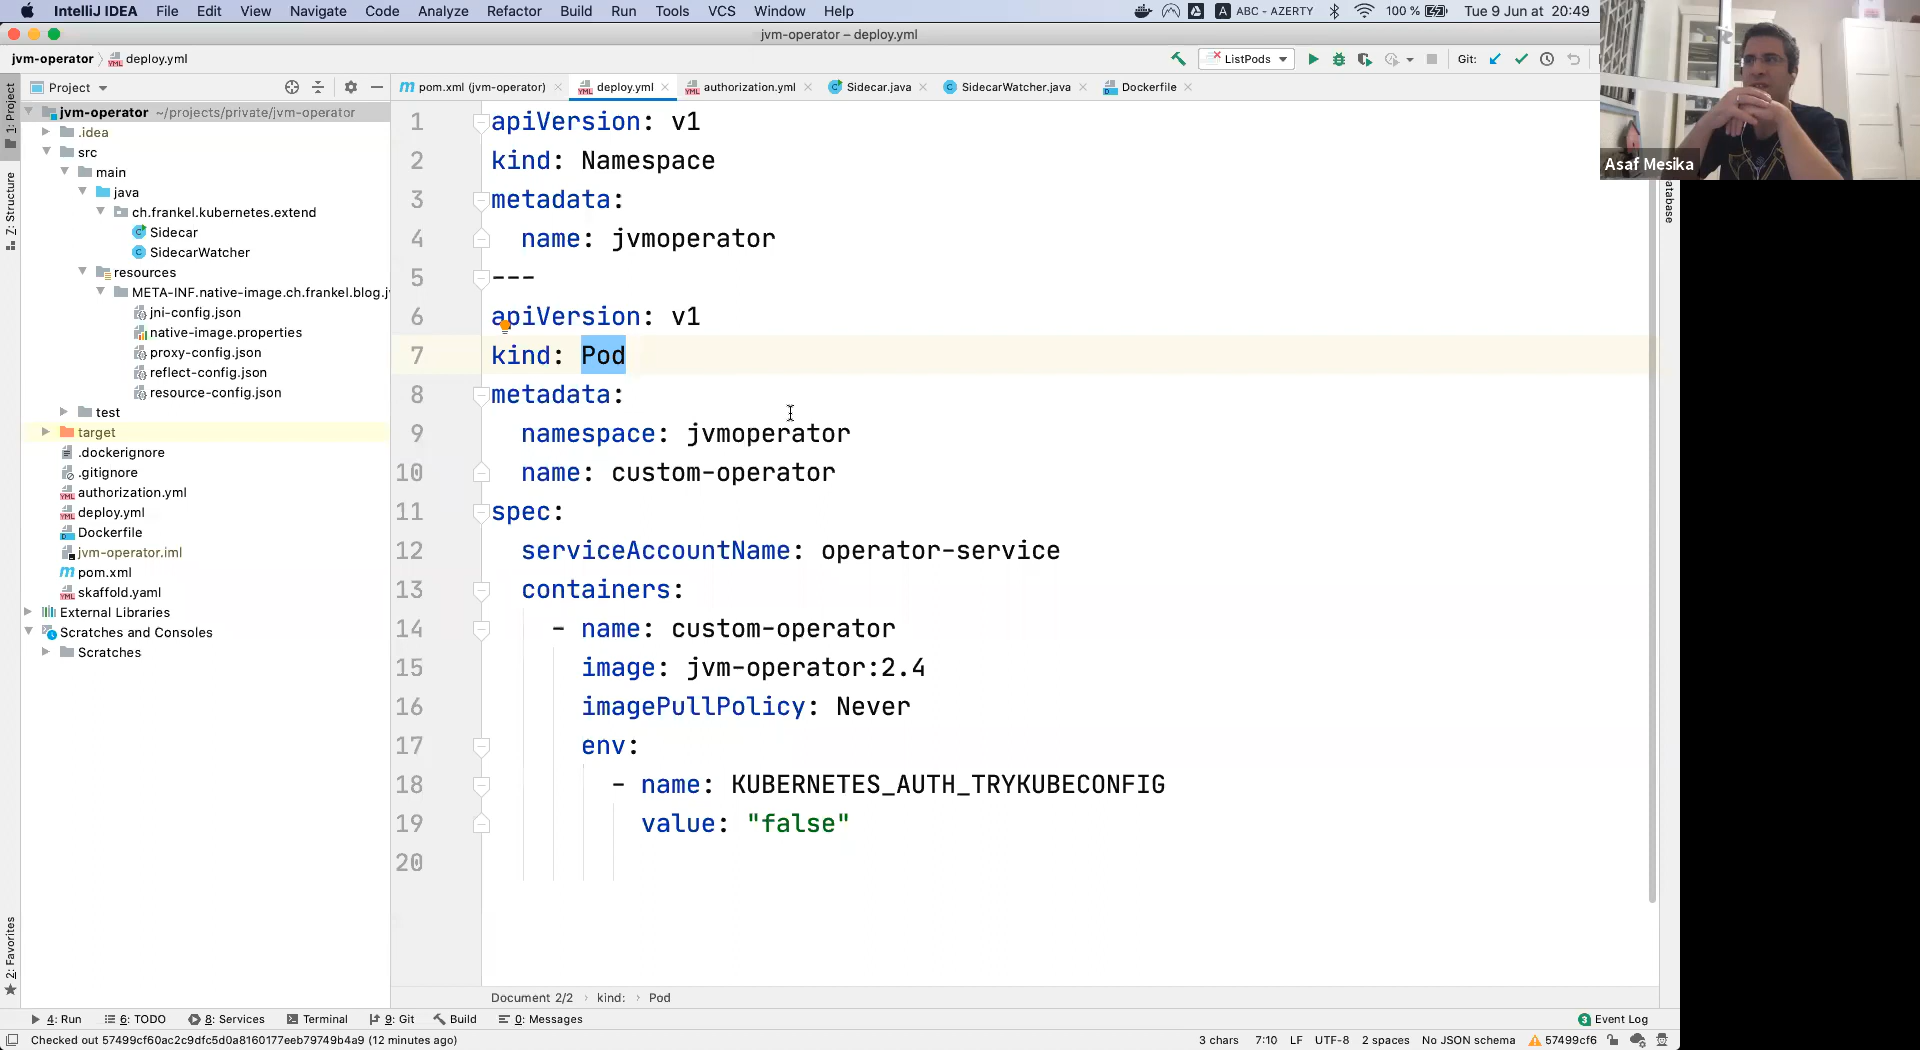 IntelliJ IDEA File Edit View Navigate Code Analyze Refactor Build Run Tools VCS Window Help A ABC - AZERTY 100 % Tue 9 Jun at 20:49
jvm-operator – deploy.yml
jvm-operator deploy.yml ListPods Git:
Project pom.xml (jvm-operator) deploy.yml authorization.yml Sidecar.java SidecarWatcher.java Dockerfile
1: Project
Z: Structure
2: Favorites
jvm-operator ~/projects/private/jvm-operator
.idea
src
main
java
ch.frankel.kubernetes.extend
Sidecar
SidecarWatcher
resources
META-INF.native-image.ch.frankel.blog.j
jni-config.json
native-image.properties
proxy-config.json
reflect-config.json
resource-config.json
test
target
.dockerignore
.gitignore
authorization.yml
deploy.yml
Dockerfile
jvm-operator.iml
pom.xml
skaffold.yaml
External Libraries
Scratches and Consoles
Scratches
1 apiVersion: v1
2 kind: Namespace
3 metadata:
4 name: jvmoperator
5 ---
6 apiVersion: v1
7 kind: Pod
8 metadata:
9 namespace: jvmoperator
10 name: custom-operator
11 spec:
12 serviceAccountName: operator-service
13 containers:
14 - name: custom-operator
15 image: jvm-operator:2.4
16 imagePullPolicy: Never
17 env:
18 - name: KUBERNETES_AUTH_TRYKUBECONFIG
19 value: "false"
20
Asaf Mesika
atabase
Document 2/2 › kind: › Pod
4: Run 6: TODO 8: Services Terminal 9: Git Build 0: Messages 3 Event Log
Checked out 57499cf60ac2c9dfc5d0a8160177eeb79749b4a9 (12 minutes ago) 3 chars 7:10 LF UTF-8 2 spaces No JSON schema 57499cf6